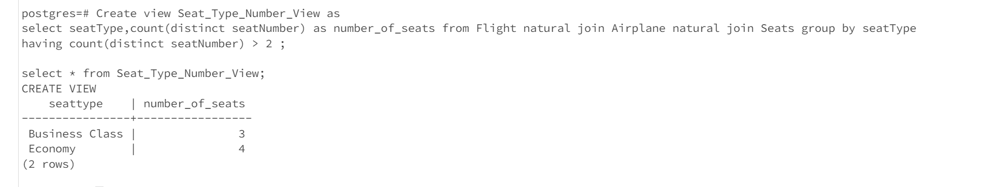 postgres=# Create view Seat_Type_Number_View as
select seatType,count(distinct seatNumber) as number_of_seats from Flight natural join Airplane natural join Seats group by seatType
having count(distinct seatNumber) > 2 ;
select * from Seat_Type_Number_View;
CREATE VIEW
    seattype    | number_of_seats
----------------+-----------------
 Business Class |               3
 Economy        |               4
(2 rows)